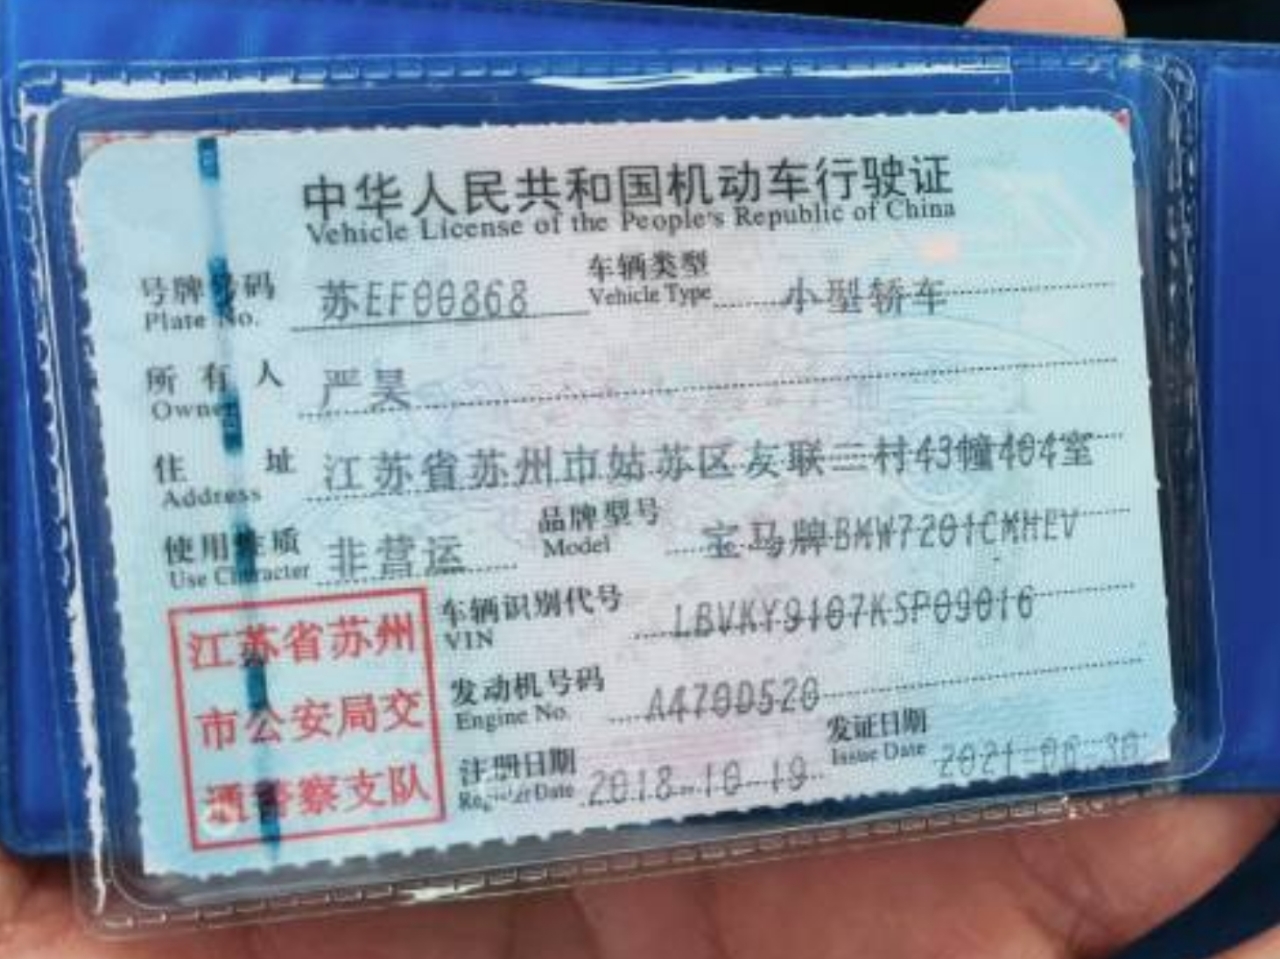 中华人民共和国机动车行驶证
Vehicle License of the People's Republic of China
号牌号码 苏EF00868 车辆类型 小型轿车
Plate No. Vehicle Type
所有人 严昊
Owner
住址 江苏省苏州市姑苏区友联二村43幢404室
Address
使用性质 非营运 品牌型号 宝马牌BMW7201CMHEV
Use Character Model
车辆识别代号 LBVKY9107KSP09016
VIN
发动机号码 A470D520
Engine No.
注册日期 2018-10-19 发证日期 2021-06-30
Register Date Issue Date
江苏省苏州
市公安局交
通警察支队